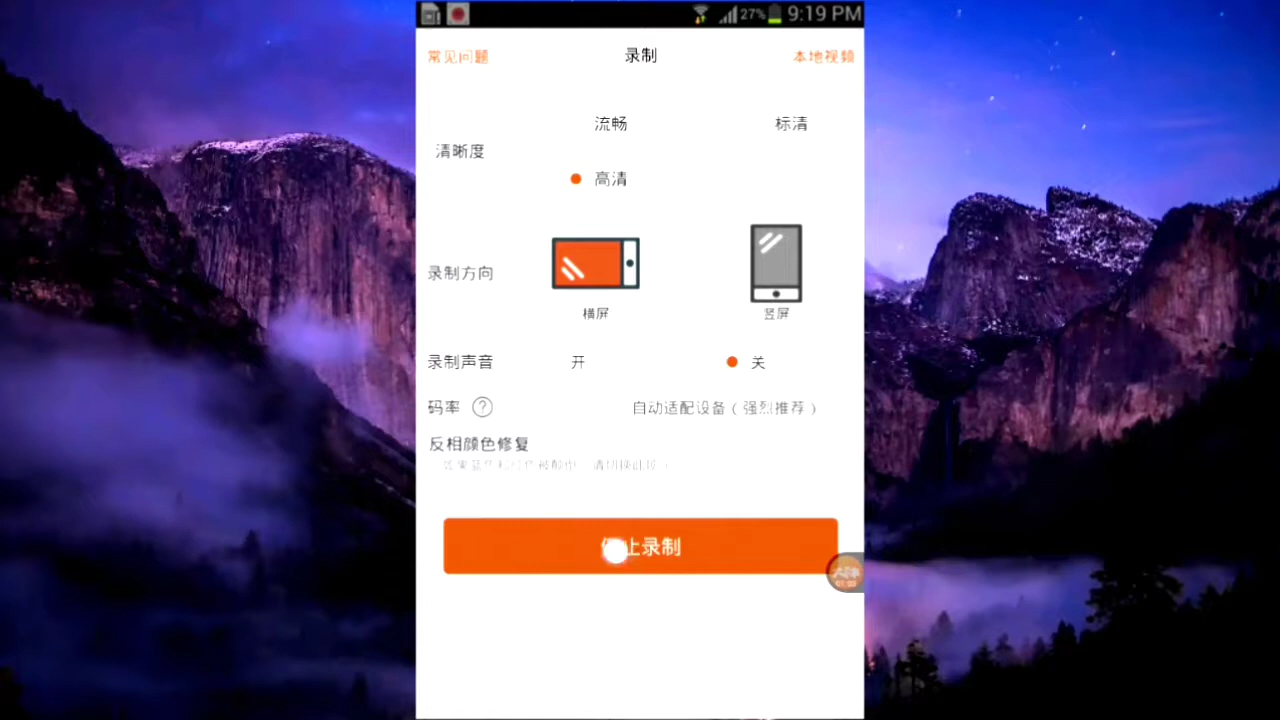 27% 9:19 PM
常见问题 录制 本地视频
流畅 标清
清晰度
高清
录制方向
横屏 竖屏
录制声音 开 关
码率 ? 自动适配设备（强烈推荐）
反相颜色修复
止录制